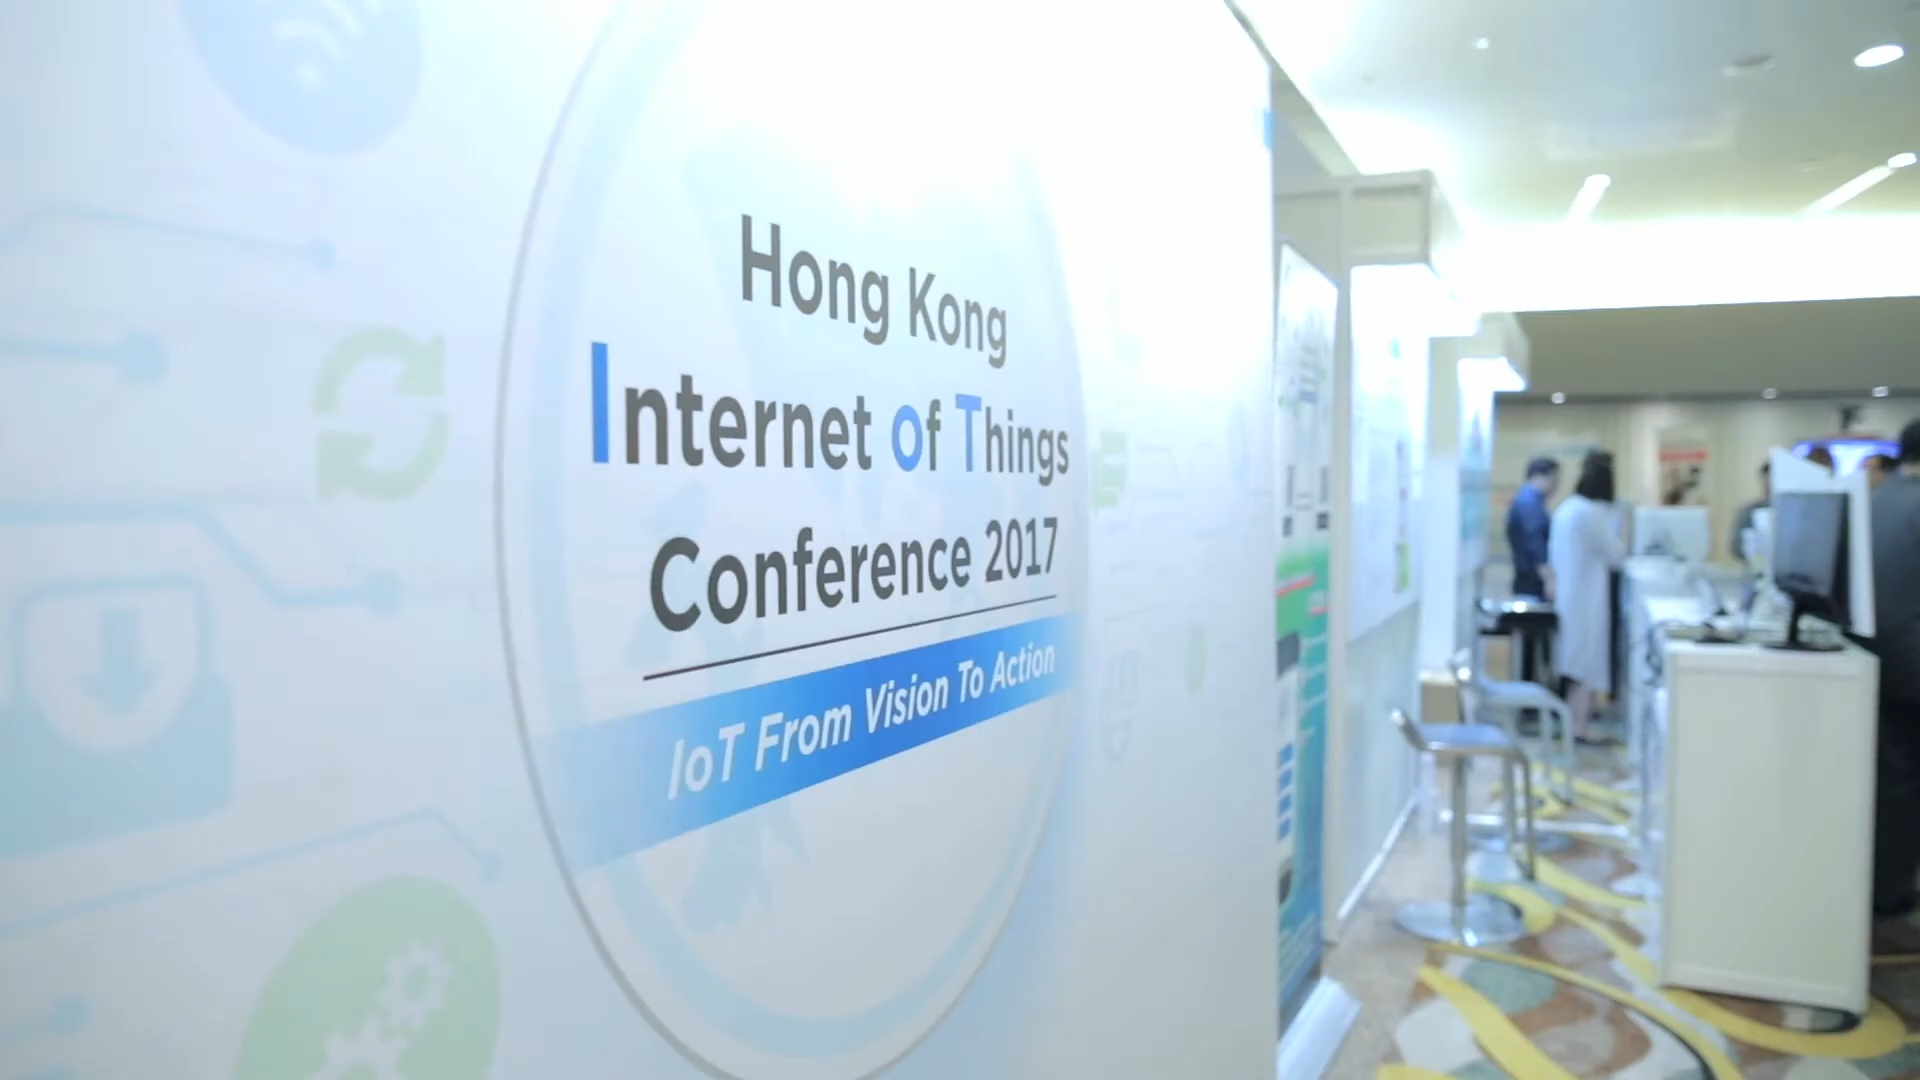 Hong Kong
Internet of Things
Conference 2017
IoT From Vision To Action